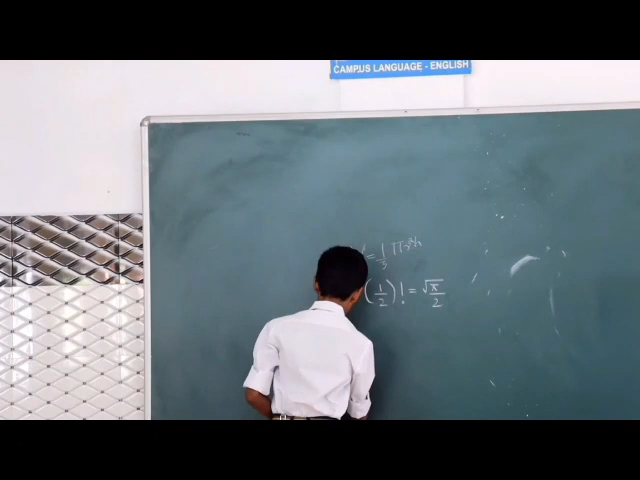 CAMPUS LANGUAGE - ENGLISH
(1/2)! = √π/2